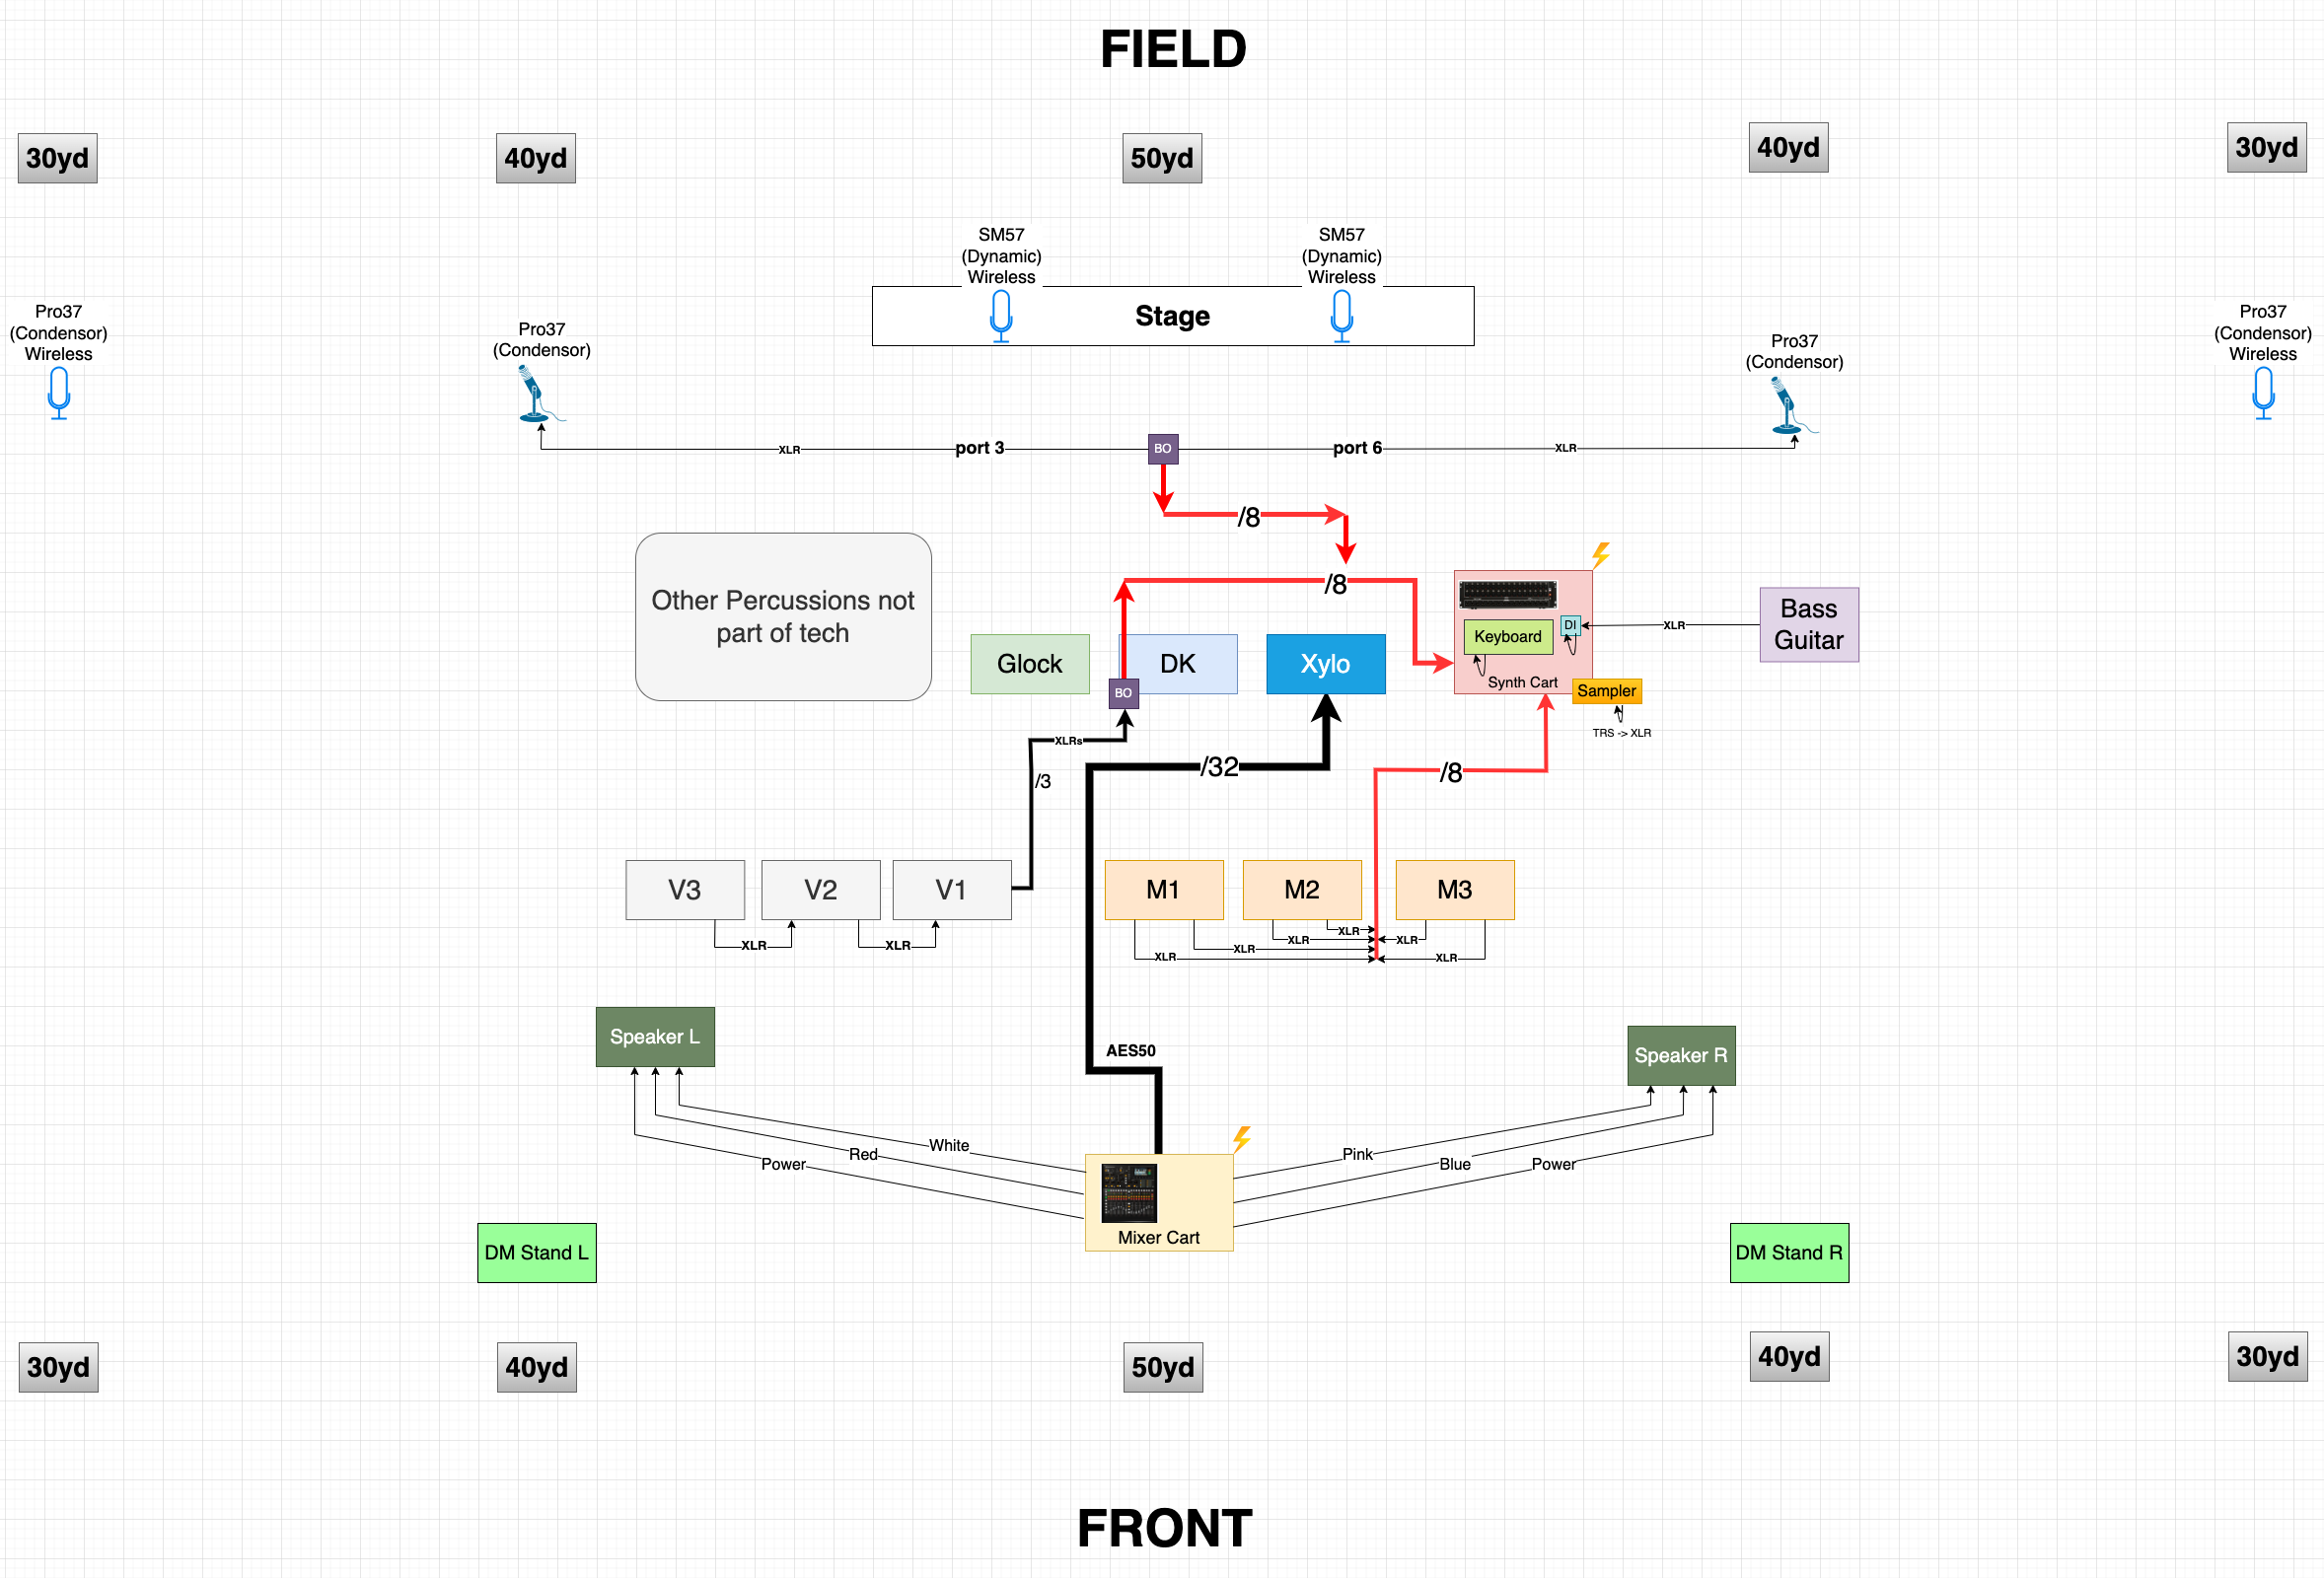 FIELD
30yd
40yd
50yd
40yd
30yd
SM57
(Dynamic)
Wireless
SM57
(Dynamic)
Wireless
Stage
Pro37
(Condensor)
Wireless
Pro37
(Condensor)
Pro37
(Condensor)
Pro37
(Condensor)
Wireless
XLR
port 3
BO
port 6
XLR
/8
Other Percussions not
part of tech
/8
Glock
DK
Xylo
BO
Keyboard
DI
Synth Cart
Sampler
TRS -> XLR
XLR
Bass
Guitar
XLRs
/3
/32
/8
V3
V2
V1
XLR
XLR
M1
M2
M3
XLR
XLR
XLR
XLR
XLR
XLR
Speaker L
Speaker R
AES50
White
Red
Power
Pink
Blue
Power
Mixer Cart
DM Stand L
DM Stand R
30yd
40yd
50yd
40yd
30yd
FRONT